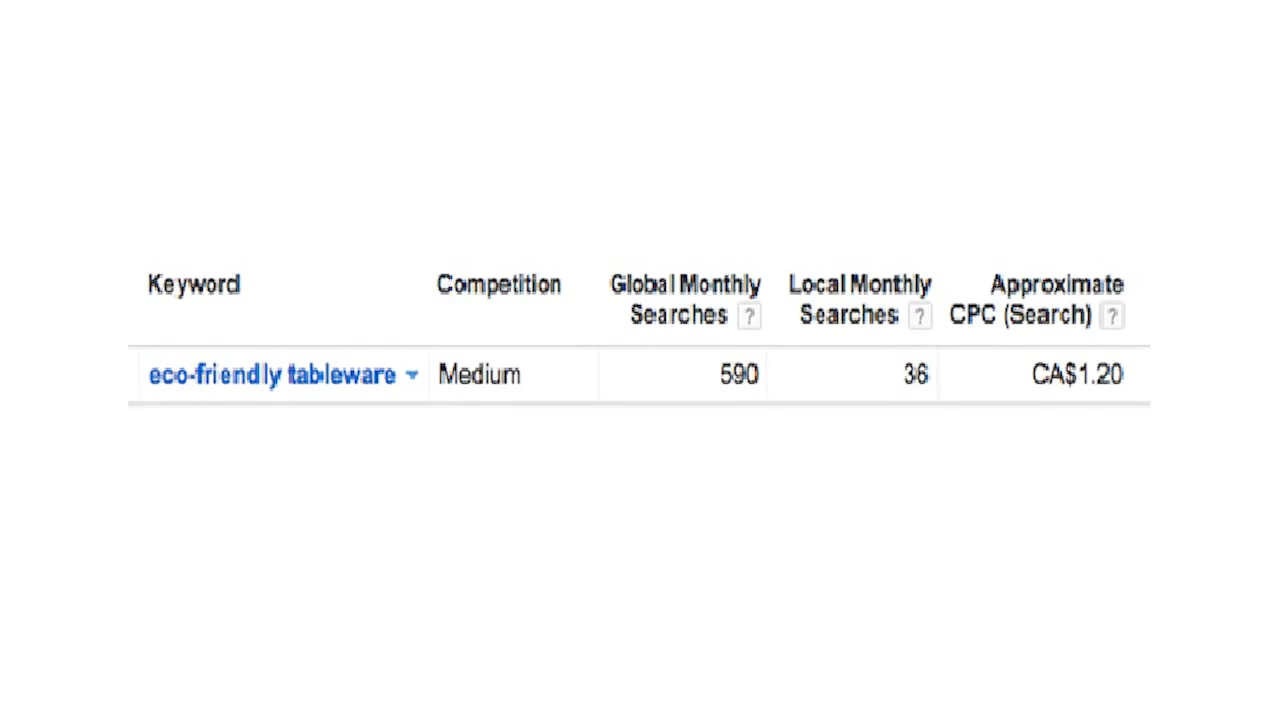 Keyword Competition Global Monthly Local Monthly Approximate
Searches ? Searches ? CPC (Search) ?
eco-friendly tableware Medium 590 36 CA$1.20